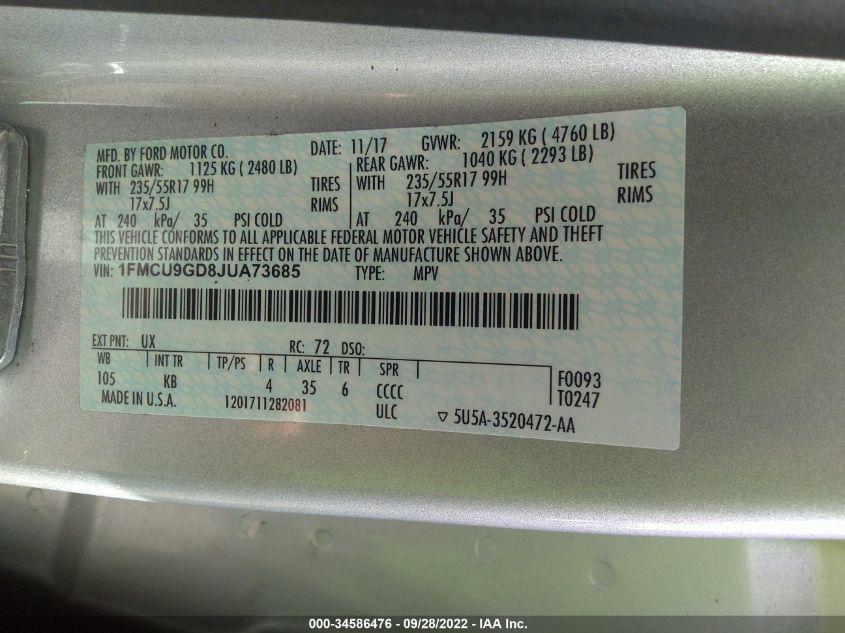 MFD. BY FORD MOTOR CO. DATE: 11/17 GVWR: 2159 KG ( 4760 LB)
FRONT GAWR: 1125 KG ( 2480 LB) REAR GAWR: 1040 KG ( 2293 LB)
WITH 235/55R17 99H TIRES WITH 235/55R17 99H TIRES
17x7.5J RIMS 17x7.5J RIMS
AT 240 kPa/ 35 PSI COLD AT 240 kPa/ 35 PSI COLD
THIS VEHICLE CONFORMS TO ALL APPLICABLE FEDERAL MOTOR VEHICLE SAFETY AND THEFT
PREVENTION STANDARDS IN EFFECT ON THE DATE OF MANUFACTURE SHOWN ABOVE.
VIN: 1FMCU9GD8JUA73685 TYPE: MPV
EXT PNT: UX RC: 72 DSO:
WB INT TR TP/PS R AXLE TR SPR
105 KB 4 35 6 CCCC F0093
MADE IN U.S.A. 1201711282081 ULC T0247
▽ 5U5A-3520472-AA
000-34586476 - 09/28/2022 - IAA Inc.